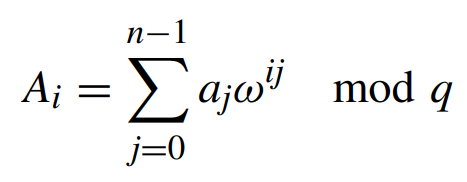 $A_i = \sum_{j=0}^{n-1} a_j \omega^{ij} \mod q$